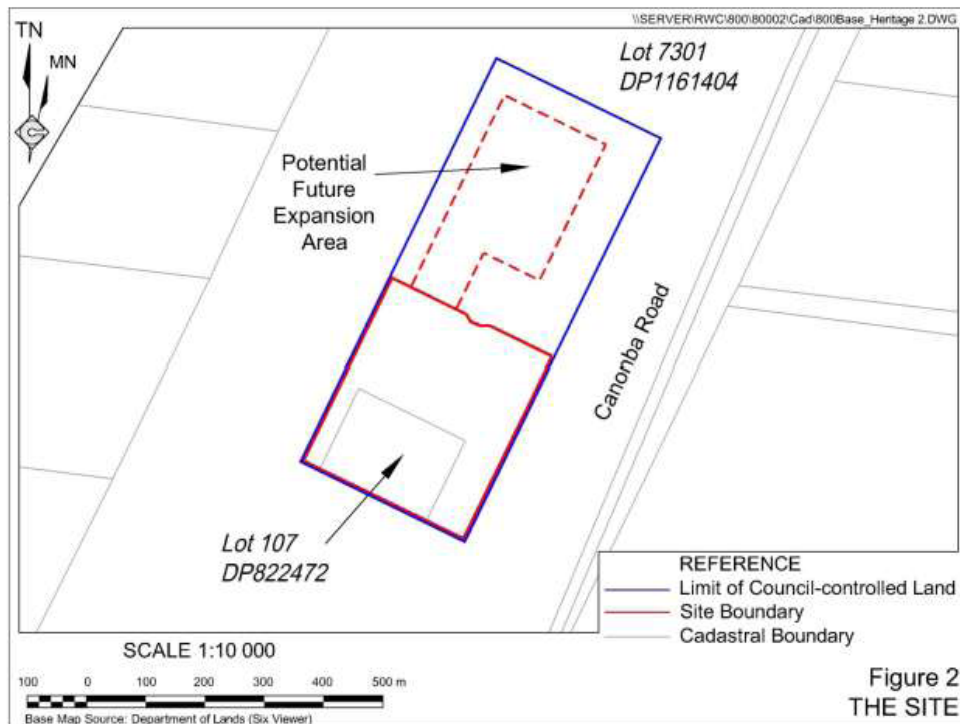 \\SERVER\RWC\800\80002\Cad\800Base_Heritage 2.DWG
TN
MN
Lot 7301
DP1161404
Potential
Future
Expansion
Area
Canonba Road
Lot 107
DP822472
REFERENCE
Limit of Council-controlled Land
Site Boundary
Cadastral Boundary
SCALE 1:10 000
100 0 100 200 300 400 500 m
Base Map Source: Department of Lands (Six Viewer)
Figure 2
THE SITE